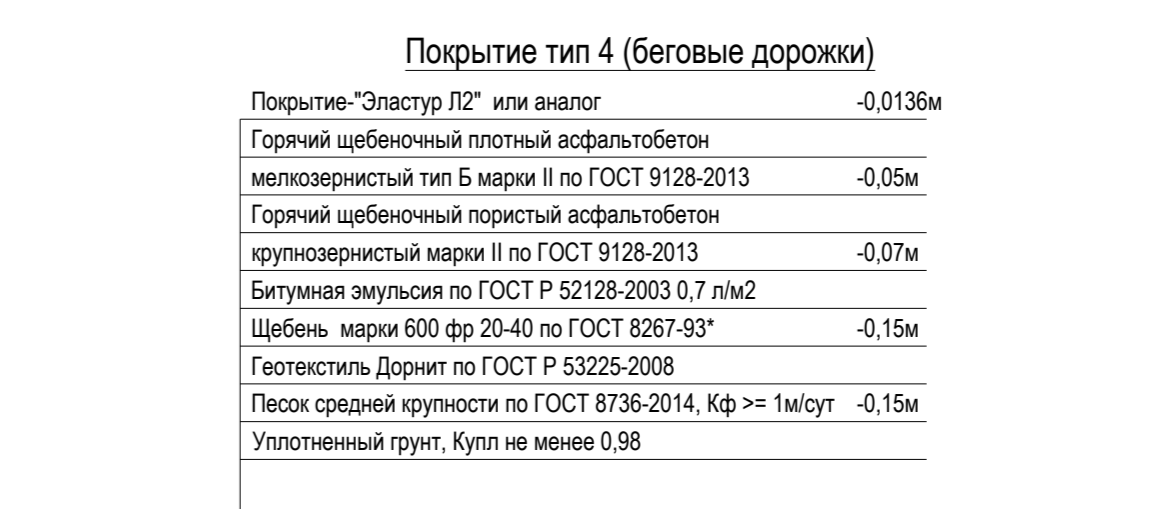 Покрытие тип 4 (беговые дорожки)
Покрытие-"Эластур Л2" или аналог -0,0136м
Горячий щебеночный плотный асфальтобетон
мелкозернистый тип Б марки II по ГОСТ 9128-2013 -0,05м
Горячий щебеночный пористый асфальтобетон
крупнозернистый марки II по ГОСТ 9128-2013 -0,07м
Битумная эмульсия по ГОСТ Р 52128-2003 0,7 л/м2
Щебень марки 600 фр 20-40 по ГОСТ 8267-93* -0,15м
Геотекстиль Дорнит по ГОСТ Р 53225-2008
Песок средней крупности по ГОСТ 8736-2014, Кф >= 1м/сут -0,15м
Уплотненный грунт, Купл не менее 0,98